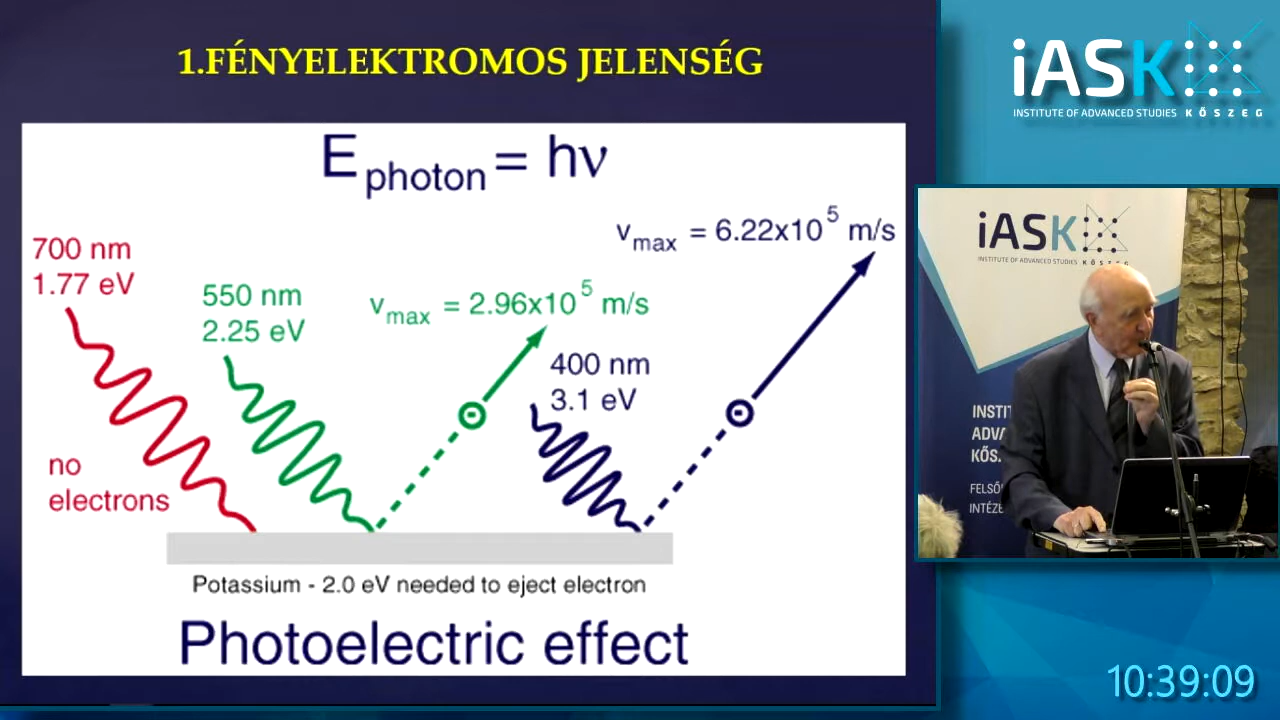 1.FÉNYELEKTROMOS JELENSÉG
E photon = hν
700 nm
1.77 eV
no
electrons
550 nm
2.25 eV
vmax = 2.96x10^5 m/s
400 nm
3.1 eV
vmax = 6.22x10^5 m/s
Potassium - 2.0 eV needed to eject electron
Photoelectric effect
iASK
INSTITUTE OF ADVANCED STUDIES KŐSZEG
iASK
INSTITUTE OF ADVANCED STUDIES KŐSZEG
INSTIT
ADVA
KŐS
FELSŐ
INTÉZE
10:39:09